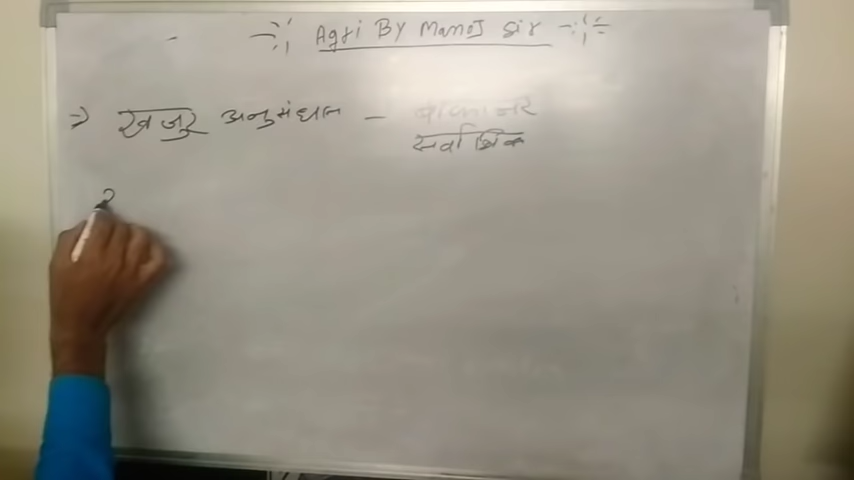 Agri By Manoj Sir
⇒ खजूर अनुसंधान - बीकानेर
सर्वाधिक